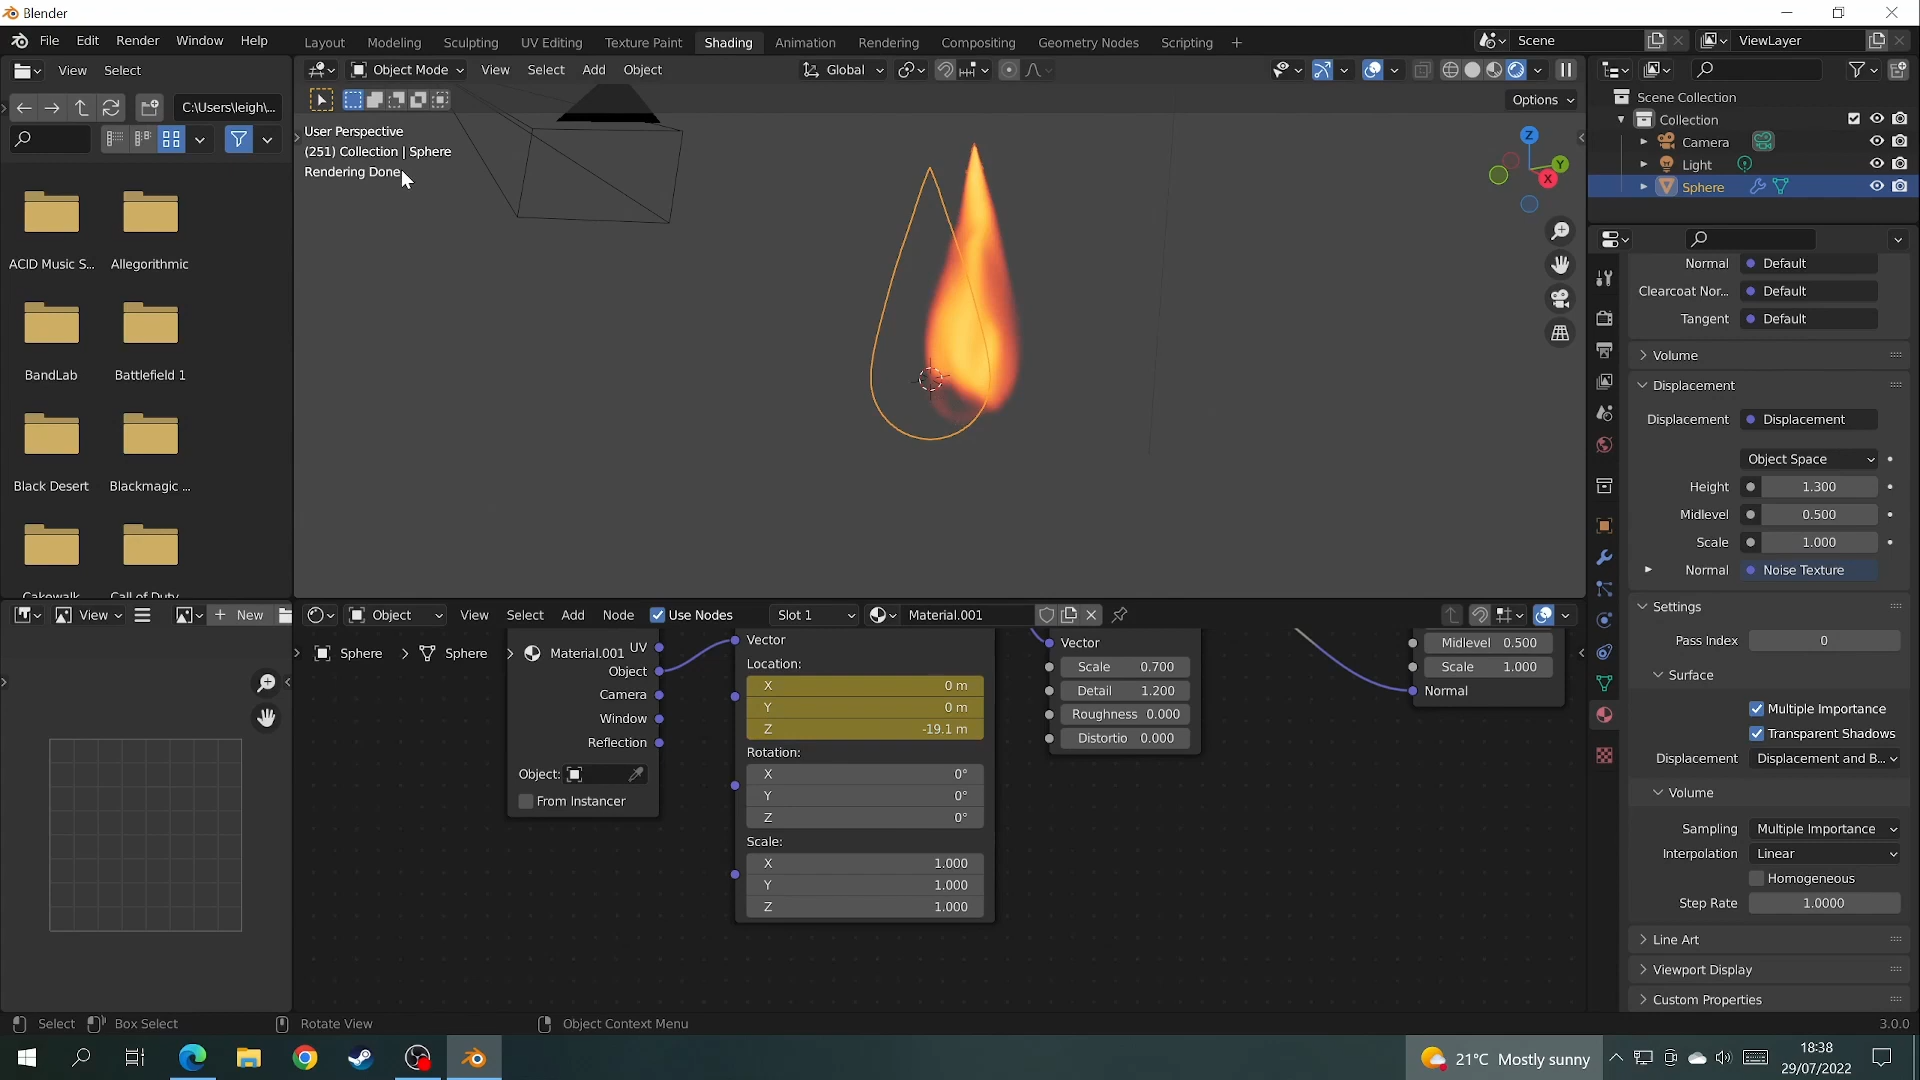 Blender
File Edit Render Window Help
Layout Modeling Sculpting UV Editing Texture Paint Shading Animation Rendering Compositing Geometry Nodes Scripting +
Scene
ViewLayer
View Select
Object Mode View Select Add Object
Global
C:\Users\leigh\...
Options
User Perspective
(251) Collection | Sphere
Rendering Done
Z
Y
X
ACID Music S...
Allegorithmic
BandLab
Battlefield 1
Black Desert
Blackmagic ...
Cakewalk
Call of Duty
Scene Collection
Collection
Camera
Light
Sphere
Normal Default
Clearcoat Nor... Default
Tangent Default
Volume
Displacement
Displacement Displacement
Object Space
Height 1.300
Midlevel 0.500
Scale 1.000
Normal Noise Texture
Settings
Pass Index 0
Surface
Multiple Importance
Transparent Shadows
Displacement Displacement and B...
Volume
Sampling Multiple Importance
Interpolation Linear
Homogeneous
Step Rate 1.0000
Line Art
Viewport Display
Custom Properties
View
New
Object View Select Add Node Use Nodes Slot 1 Material.001
Sphere > Sphere > Material.001
UV
Object
Camera
Window
Reflection
Object:
From Instancer
Vector
Location:
X 0 m
Y 0 m
Z -19.1 m
Rotation:
X 0°
Y 0°
Z 0°
Scale:
X 1.000
Y 1.000
Z 1.000
Vector
Scale 0.700
Detail 1.200
Roughness 0.000
Distortio 0.000
Midlevel 0.500
Scale 1.000
Normal
Select Box Select Rotate View Object Context Menu
3.0.0
21°C Mostly sunny
18:38
29/07/2022